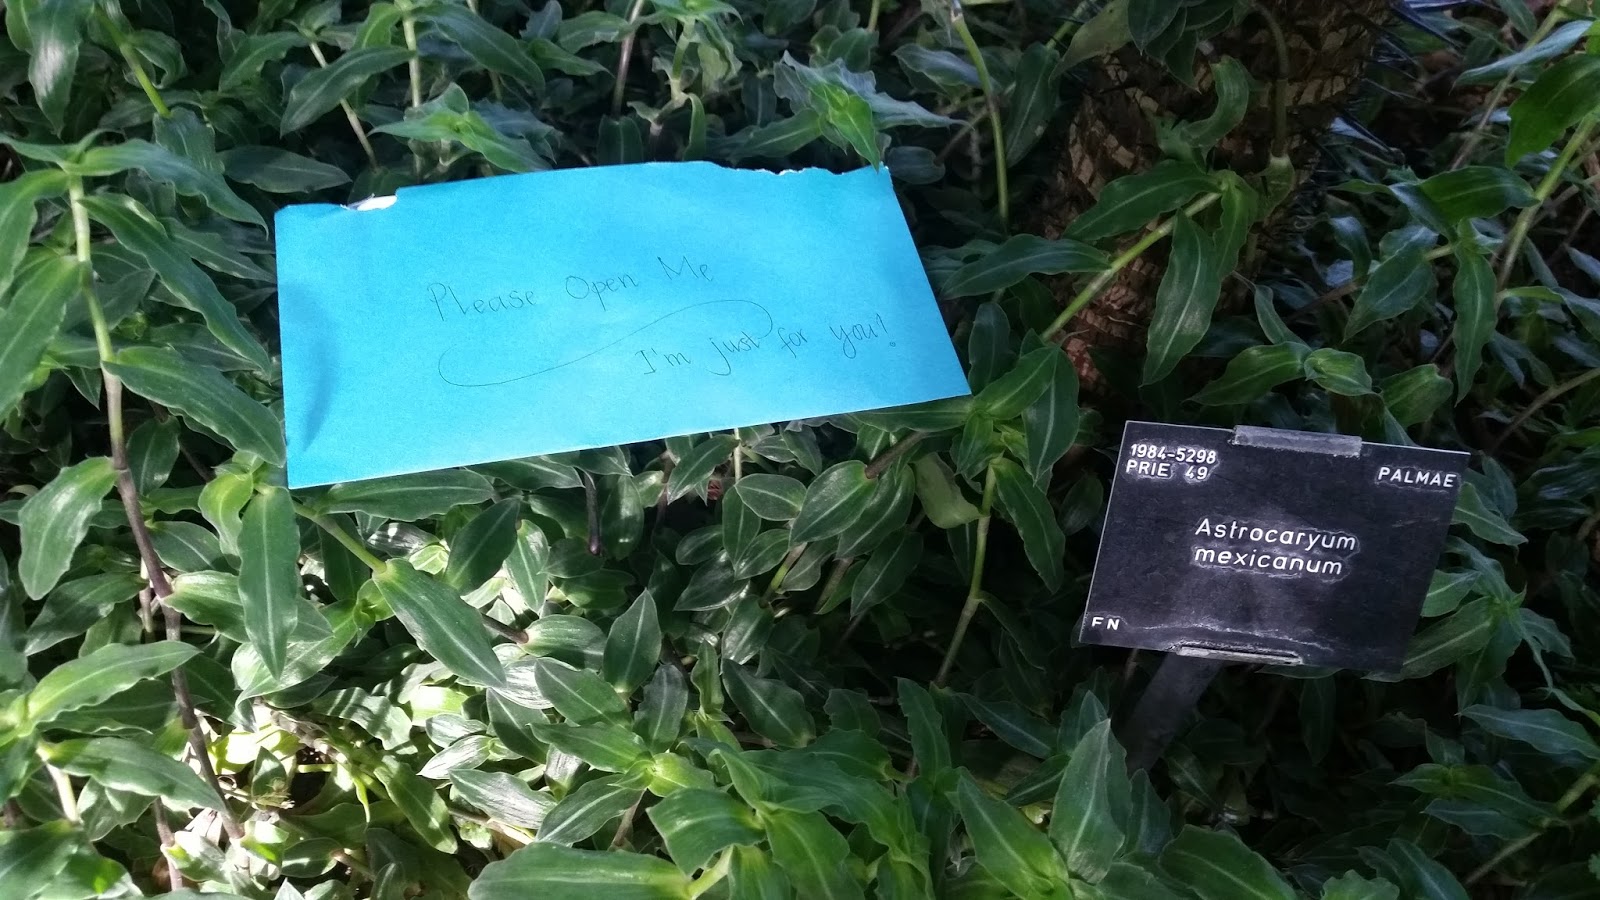 Please Open Me
I'm just for you!
1984-5298
PRIE 49
PALMAE
Astrocaryum
mexicanum
FN